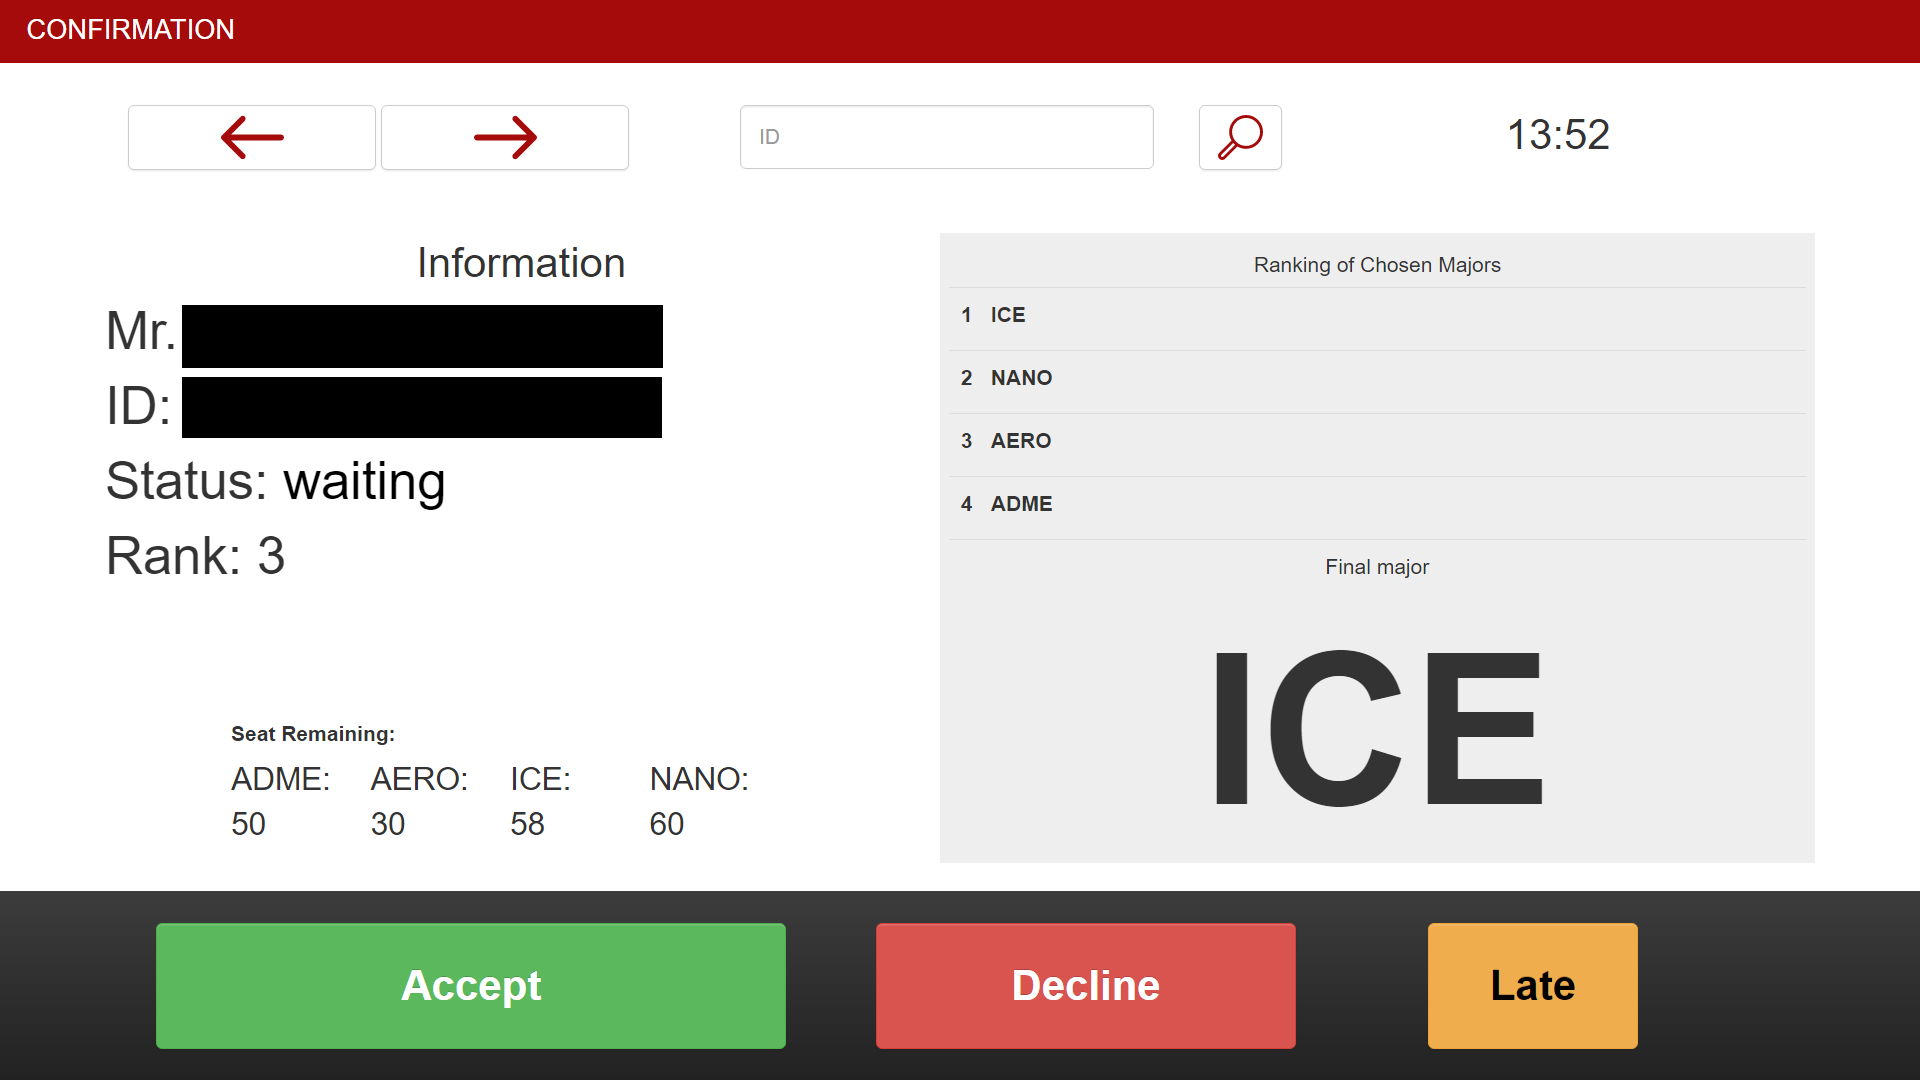 CONFIRMATION
ID
13:52
Information
Mr.
ID:
Status: waiting
Rank: 3
Seat Remaining:
ADME: AERO: ICE: NANO:
50 30 58 60
Ranking of Chosen Majors
1 ICE
2 NANO
3 AERO
4 ADME
Final major
ICE
Accept Decline Late